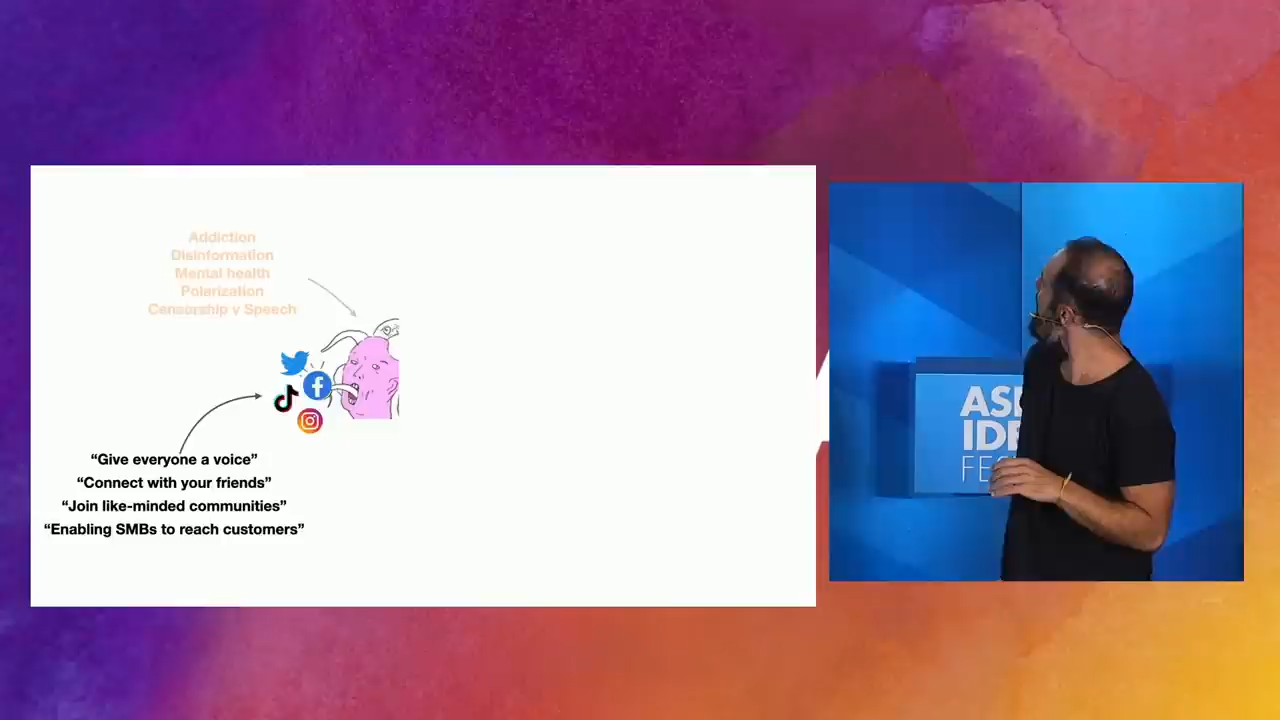 Addiction
Disinformation
Mental health
Polarization
Censorship v Speech
“Give everyone a voice”
“Connect with your friends”
“Join like-minded communities”
“Enabling SMBs to reach customers”